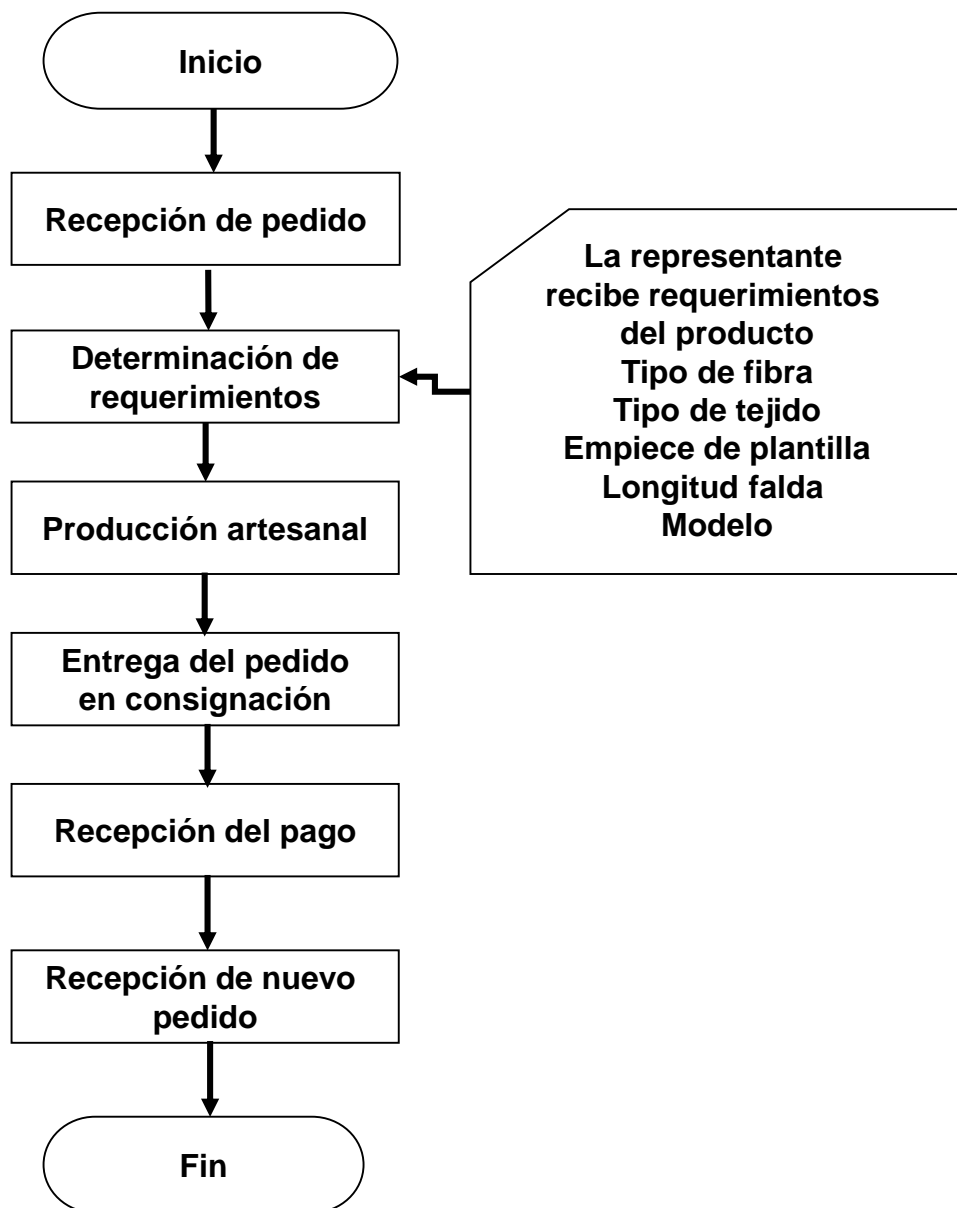 Inicio
Recepción de pedido
Determinación de
requerimientos
La representante
recibe requerimientos
del producto
Tipo de fibra
Tipo de tejido
Empiece de plantilla
Longitud falda
Modelo
Producción artesanal
Entrega del pedido
en consignación
Recepción del pago
Recepción de nuevo
pedido
Fin